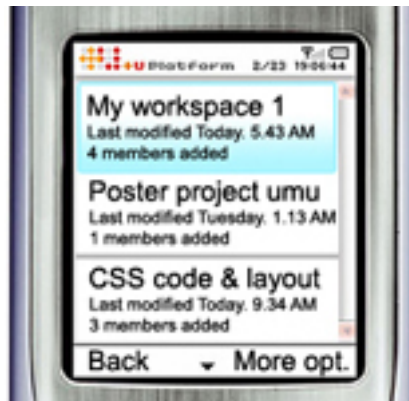 +U Platform 2/23 19:06:44
My workspace 1
Last modified Today. 5.43 AM
4 members added
Poster project umu
Last modified Tuesday. 1.13 AM
1 members added
CSS code & layout
Last modified Today. 9.34 AM
3 members added
Back More opt.